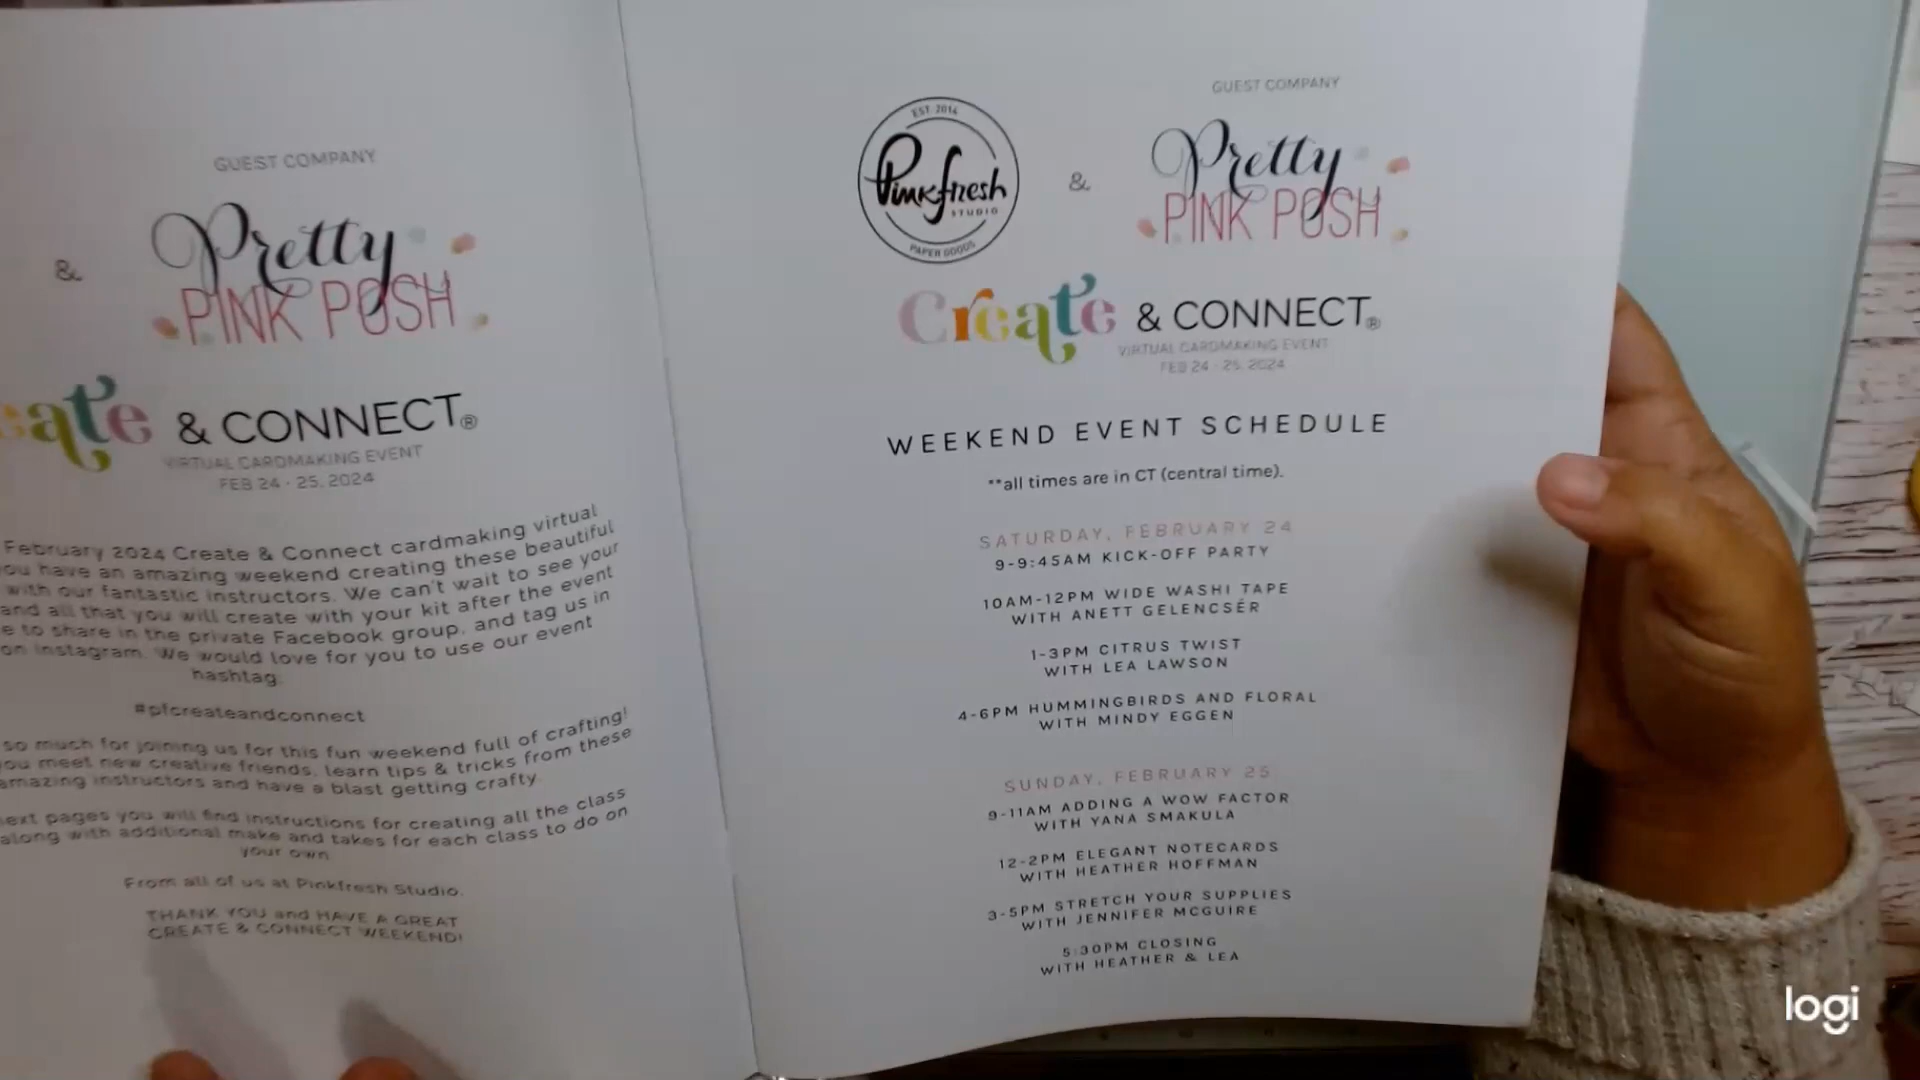 GUEST COMPANY
&
Pretty
PINK POSH
eate & CONNECT®
VIRTUAL CARDMAKING EVENT
FEB 24 - 25, 2024
February 2024 Create & Connect cardmaking virtual
ou have an amazing weekend creating these beautiful
with our fantastic instructors. We can't wait to see your
and all that you will create with your kit after the event
e to share in the private Facebook group, and tag us in
on Instagram. We would love for you to use our event
hashtag:
#pfcreateandconnect
so much for joining us for this fun weekend full of crafting!
ou meet new creative friends, learn tips & tricks from these
amazing instructors and have a blast getting crafty.
ext pages you will find instructions for creating all the class
along with additional make and takes for each class to do on
your own.
From all of us at Pinkfresh Studio.
THANK YOU and HAVE A GREAT
CREATE & CONNECT WEEKEND!
GUEST COMPANY
EST. 2014
Pinkfresh
STUDIO
PAPER GOODS
&
Pretty
PINK POSH
Create & CONNECT®
VIRTUAL CARDMAKING EVENT
FEB 24 - 25, 2024
WEEKEND EVENT SCHEDULE
**all times are in CT (central time).
SATURDAY, FEBRUARY 24
9-9:45AM KICK-OFF PARTY
10AM-12PM WIDE WASHI TAPE
WITH ANETT GELENCSÉR
1-3PM CITRUS TWIST
WITH LEA LAWSON
4-6PM HUMMINGBIRDS AND FLORAL
WITH MINDY EGGEN
SUNDAY, FEBRUARY 25
9-11AM ADDING A WOW FACTOR
WITH YANA SMAKULA
12-2PM ELEGANT NOTECARDS
WITH HEATHER HOFFMAN
3-5PM STRETCH YOUR SUPPLIES
WITH JENNIFER MCGUIRE
5:30PM CLOSING
WITH HEATHER & LEA
logi